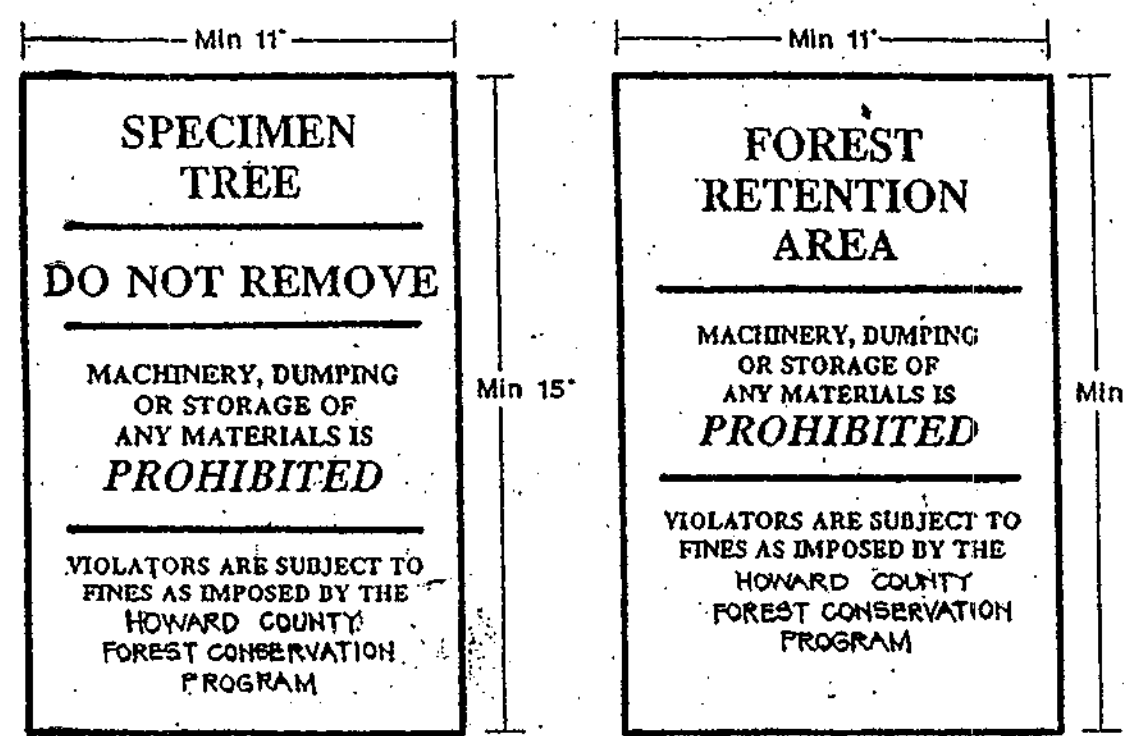 Min 11"
SPECIMEN
TREE
DO NOT REMOVE
MACHINERY, DUMPING
OR STORAGE OF
ANY MATERIALS IS
PROHIBITED
VIOLATORS ARE SUBJECT TO
FINES AS IMPOSED BY THE
HOWARD COUNTY
FOREST CONSERVATION
PROGRAM
Min 15"
Min 11"
FOREST
RETENTION
AREA
MACHINERY, DUMPING
OR STORAGE OF
ANY MATERIALS IS
PROHIBITED
VIOLATORS ARE SUBJECT TO
FINES AS IMPOSED BY THE
HOWARD COUNTY
FOREST CONSERVATION
PROGRAM
Min